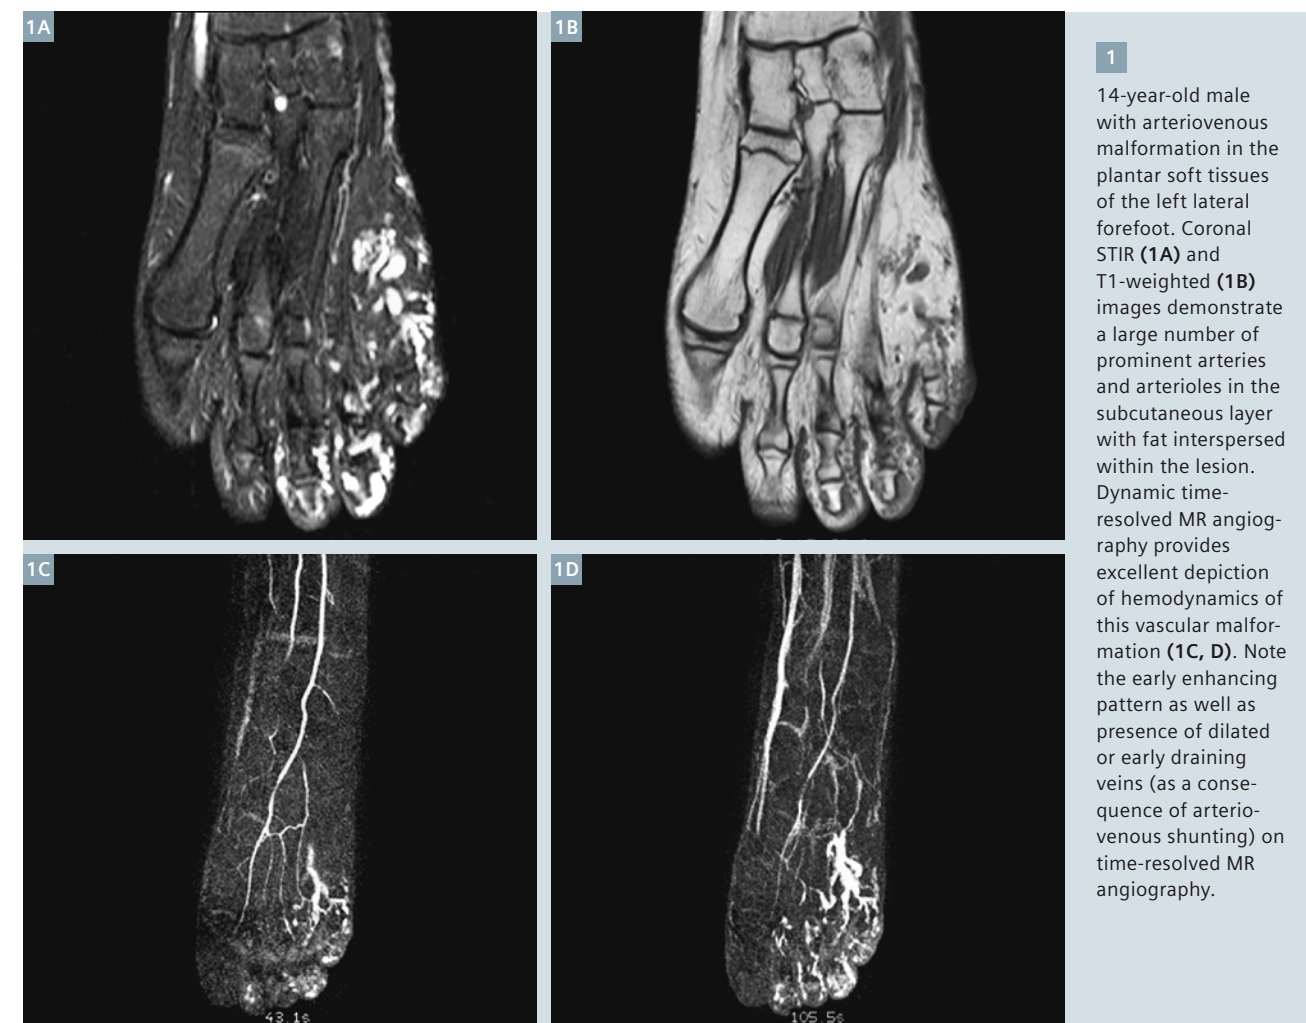 1A
1B
1
14-year-old male
with arteriovenous
malformation in the
plantar soft tissues
of the left lateral
forefoot. Coronal
STIR (1A) and
T1-weighted (1B)
images demonstrate
a large number of
prominent arteries
and arterioles in the
subcutaneous layer
with fat interspersed
within the lesion.
Dynamic time-
resolved MR angiog-
raphy provides
excellent depiction
of hemodynamics of
this vascular malfor-
mation (1C, D). Note
the early enhancing
pattern as well as
presence of dilated
or early draining
veins (as a conse-
quence of arterio-
venous shunting) on
time-resolved MR
angiography.
1C
1D
43.1s
105.5s